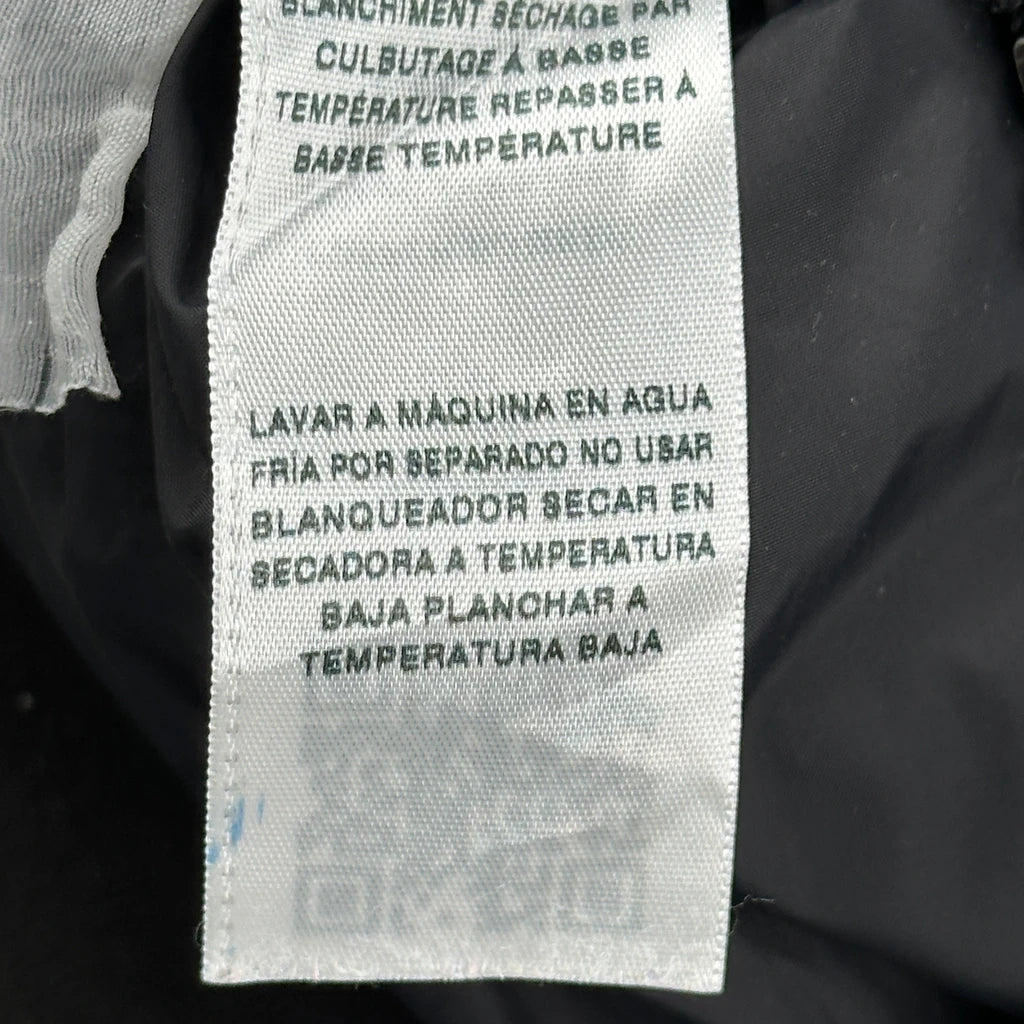 BLANCHIMENT SÉCHAGE PAR
CULBUTAGE À BASSE
TEMPÉRATURE REPASSER À
BASSE TEMPÉRATURE
LAVAR A MÁQUINA EN AGUA
FRÍA POR SEPARADO NO USAR
BLANQUEADOR SECAR EN
SECADORA A TEMPERATURA
BAJA PLANCHAR A
TEMPERATURA BAJA